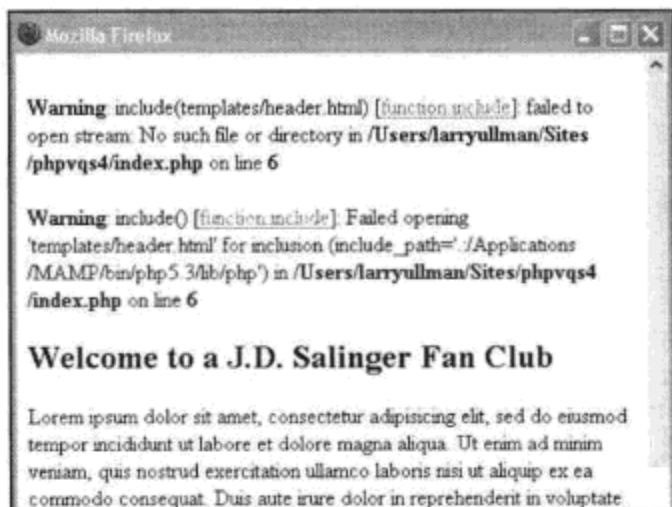 Mozilla Firefox
Warning: include(templates/header.html) [function.include]: failed to
open stream: No such file or directory in /Users/larryullman/Sites
/phpvqs4/index.php on line 6
Warning: include() [function.include]: Failed opening
'templates/header.html' for inclusion (include_path='.:/Applications
/MAMP/bin/php5.3/lib/php') in /Users/larryullman/Sites/phpvqs4
/index.php on line 6
Welcome to a J.D. Salinger Fan Club
Lorem ipsum dolor sit amet, consectetur adipisicing elit, sed do eiusmod
tempor incididunt ut labore et dolore magna aliqua. Ut enim ad minim
veniam, quis nostrud exercitation ullamco laboris nisi ut aliquip ex ea
commodo consequat. Duis aute irure dolor in reprehenderit in voluptate